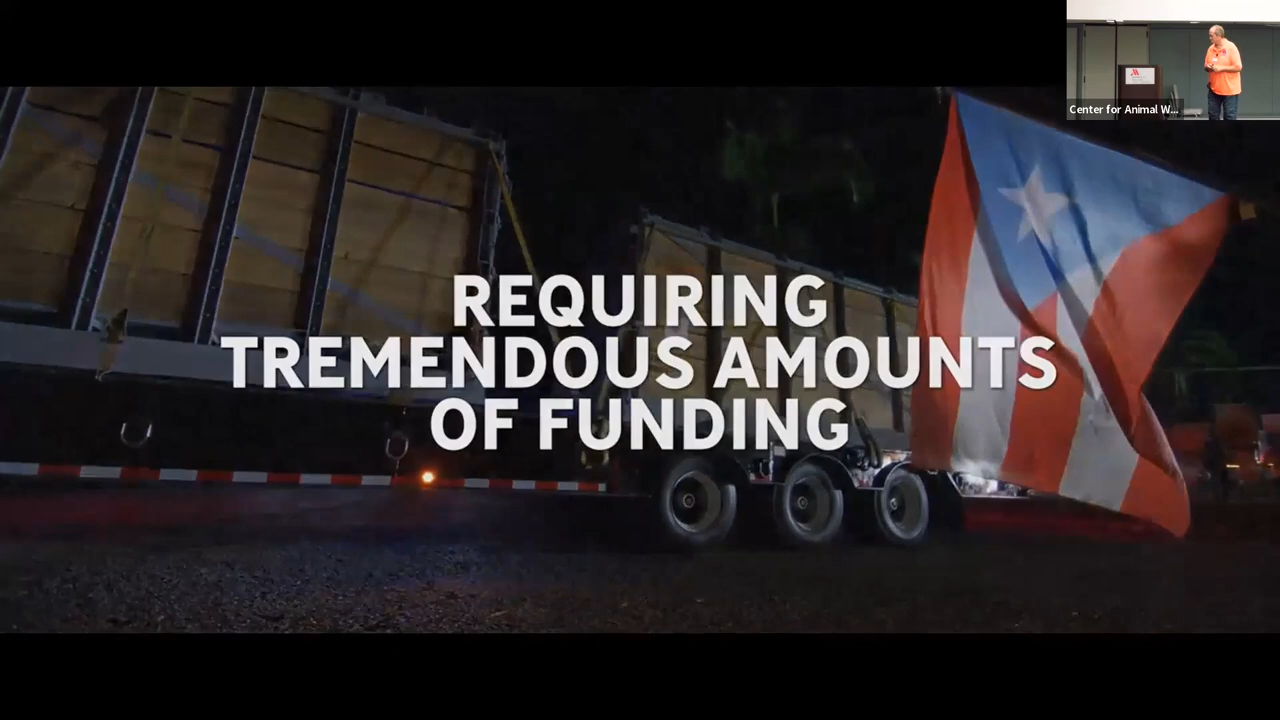 Center for Animal W...
REQUIRING
TREMENDOUS AMOUNTS
OF FUNDING